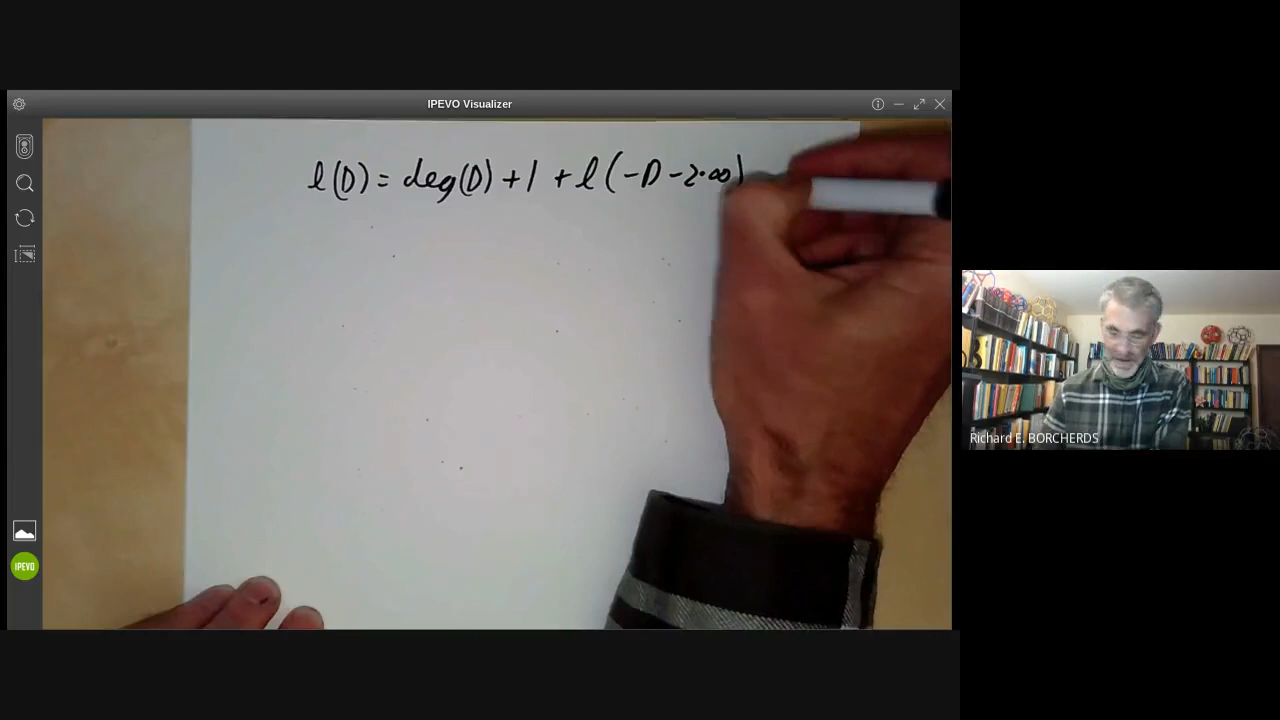 IPEVO Visualizer
l(D) = deg(D) + 1 + l(-D - 2·∞)
Richard E. BORCHERDS
IPEVO